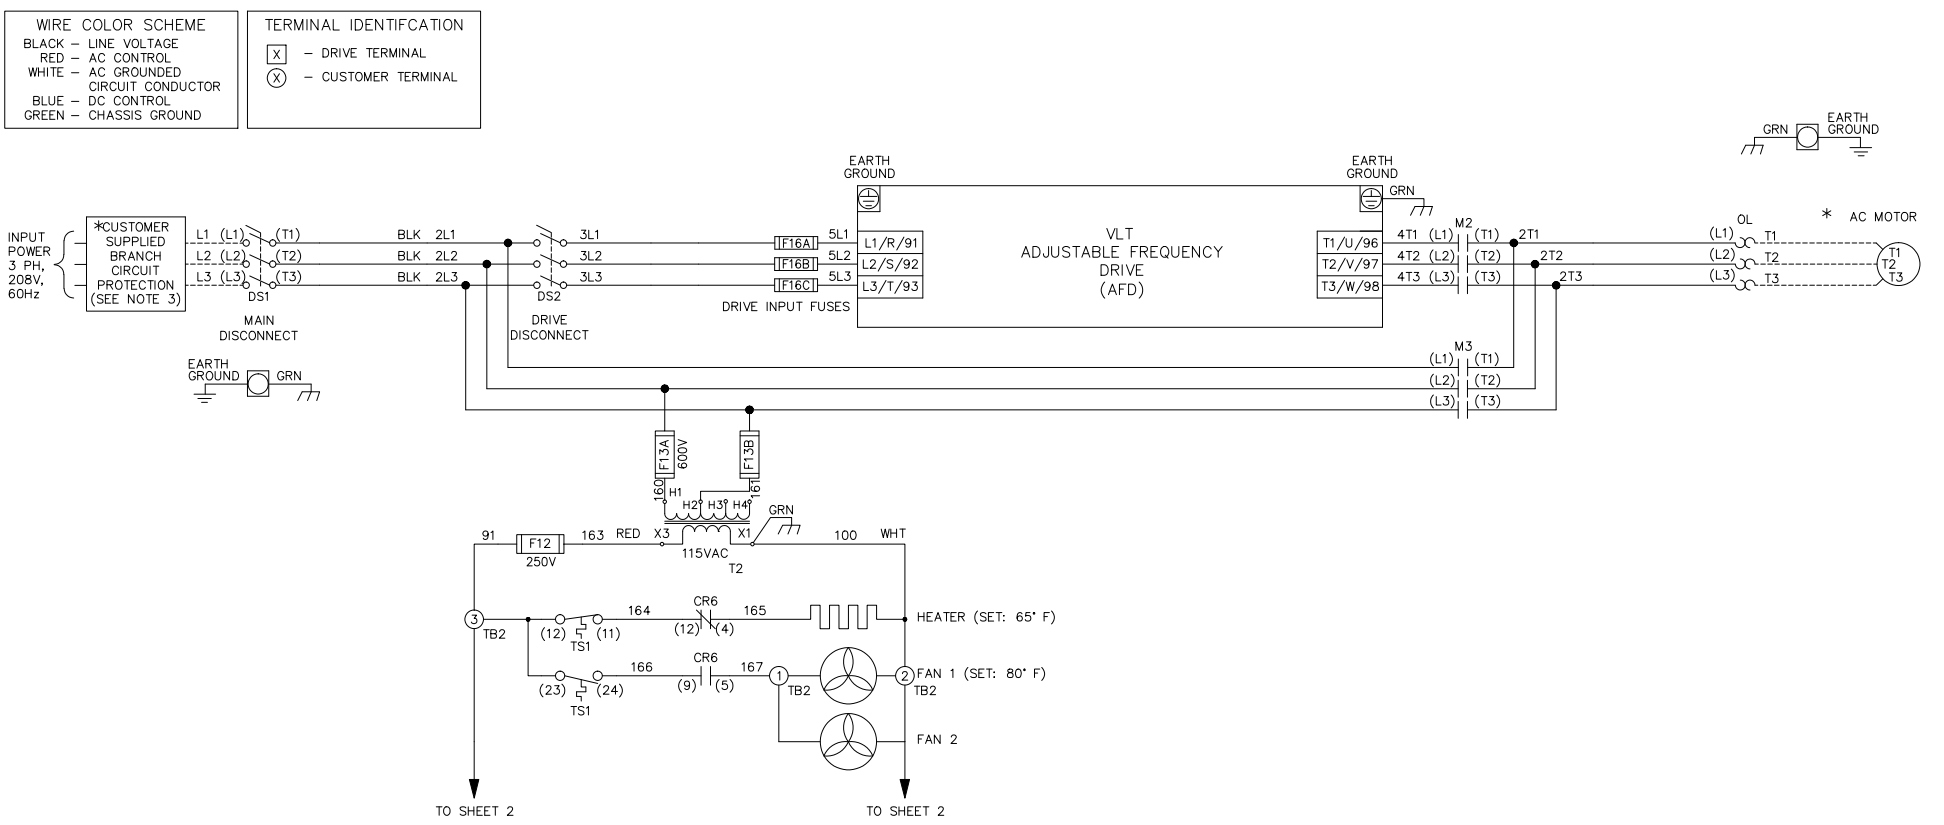 WIRE COLOR SCHEME
BLACK – LINE VOLTAGE
RED – AC CONTROL
WHITE – AC GROUNDED
CIRCUIT CONDUCTOR
BLUE – DC CONTROL
GREEN – CHASSIS GROUND
TERMINAL IDENTIFCATION
X – DRIVE TERMINAL
X – CUSTOMER TERMINAL
GRN
EARTH
GROUND
EARTH
GROUND
EARTH
GROUND
GRN
INPUT
POWER
3 PH,
208V,
60Hz
*CUSTOMER
SUPPLIED
BRANCH
CIRCUIT
PROTECTION
(SEE NOTE 3)
L1 (L1) (T1) BLK 2L1 3L1 F16A 5L1 L1/R/91
L2 (L2) (T2) BLK 2L2 3L2 F16B 5L2 L2/S/92
L3 (L3) (T3) BLK 2L3 3L3 F16C 5L3 L3/T/93
DS1
MAIN
DISCONNECT
DS2
DRIVE
DISCONNECT
DRIVE INPUT FUSES
VLT
ADJUSTABLE FREQUENCY
DRIVE
(AFD)
M2
T1/U/96 4T1 (L1) (T1) 2T1
T2/V/97 4T2 (L2) (T2) 2T2
T3/W/98 4T3 (L3) (T3) 2T3
OL
(L1) T1
(L2) T2
(L3) T3
* AC MOTOR
T1
T2
T3
EARTH
GROUND
GRN
M3
(L1) (T1)
(L2) (T2)
(L3) (T3)
F13A
600V
F13B
160
161
H1
H2 H3 H4
GRN
91 F12 163 RED X3 X1 100 WHT
250V
115VAC
T2
3
TB2
(12) (11)
TS1
164
CR6
(12) (4)
165
HEATER (SET: 65° F)
(23) (24)
TS1
166
CR6
(9) (5)
167
1
TB2
2
TB2
FAN 1 (SET: 80° F)
FAN 2
TO SHEET 2
TO SHEET 2